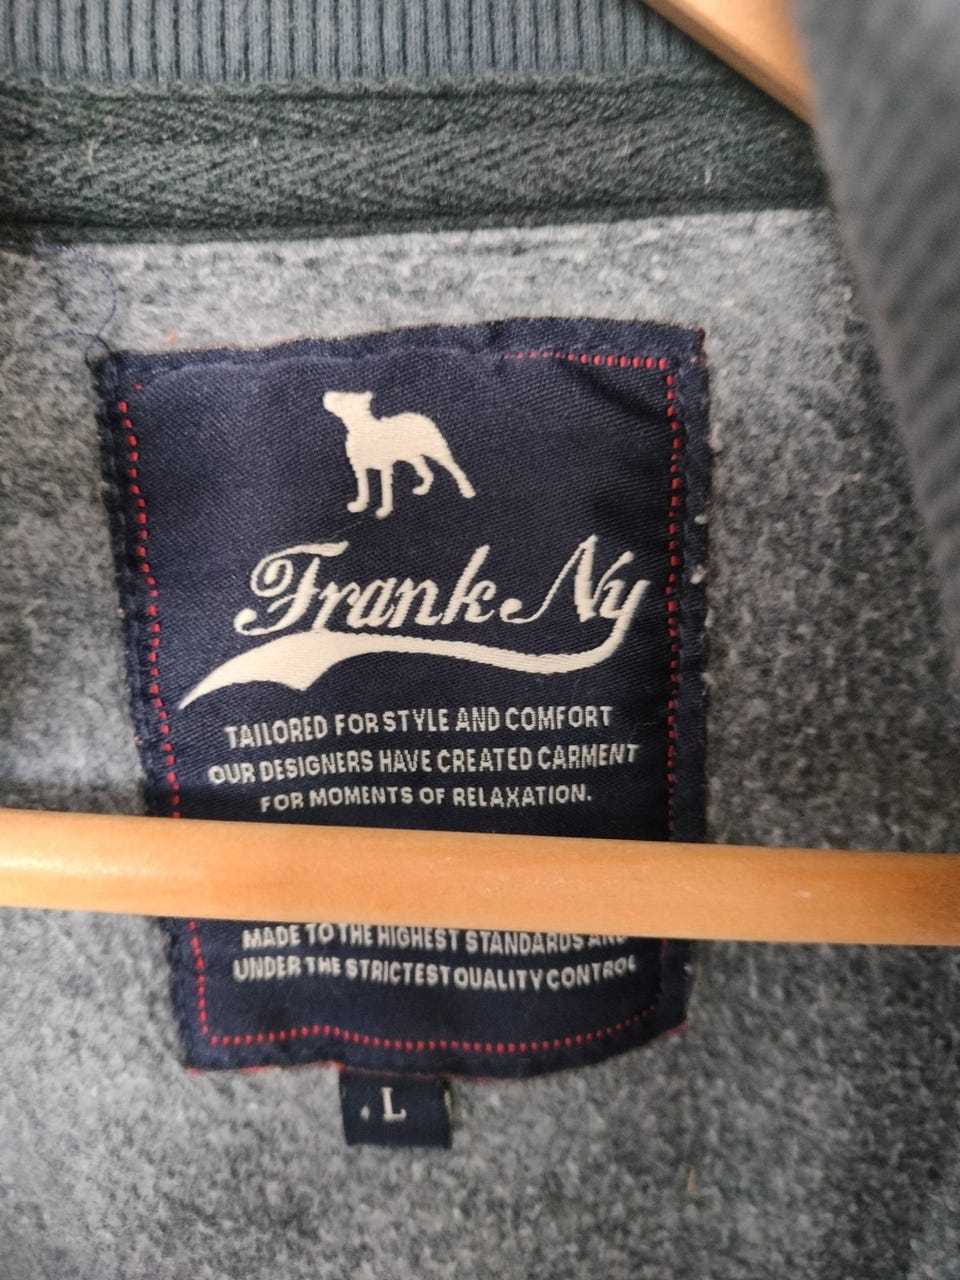 Frank Ny
TAILORED FOR STYLE AND COMFORT
OUR DESIGNERS HAVE CREATED CARMENT
FOR MOMENTS OF RELAXATION.
MADE TO THE HIGHEST STANDARDS AND
UNDER THE STRICTEST QUALITY CONTROL
L